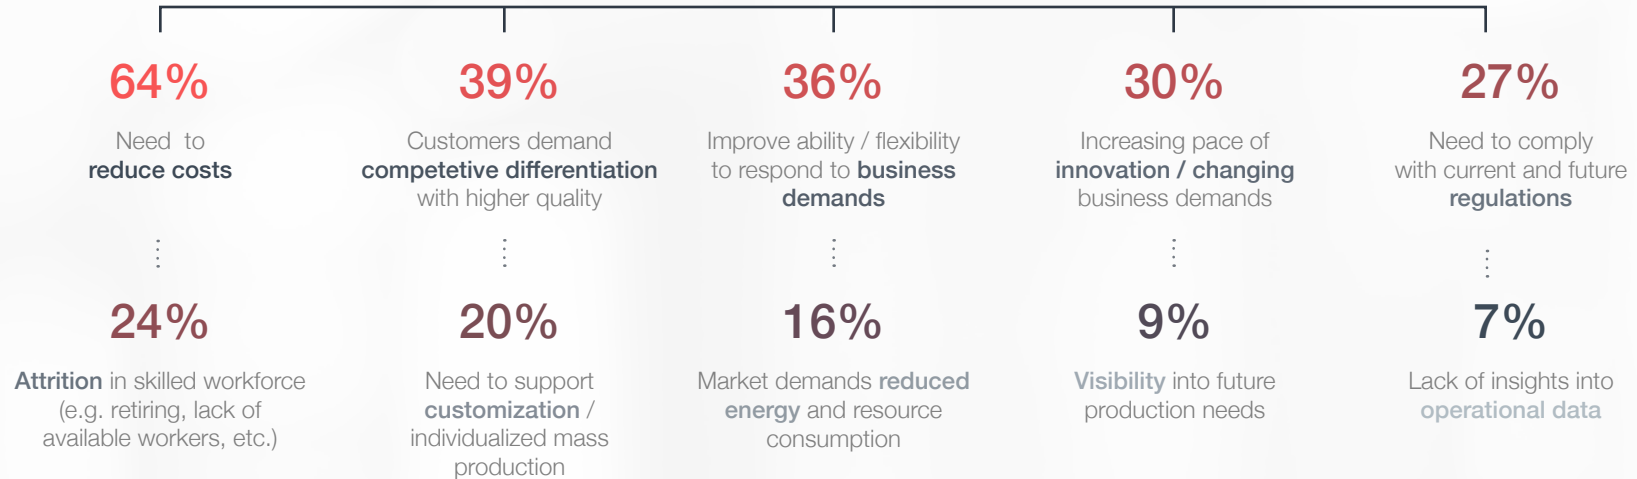 64%
Need to
reduce costs
39%
Customers demand
competetive differentiation
with higher quality
36%
Improve ability / flexibility
to respond to business
demands
30%
Increasing pace of
innovation / changing
business demands
27%
Need to comply
with current and future
regulations
24%
Attrition in skilled workforce
(e.g. retiring, lack of
available workers, etc.)
20%
Need to support
customization /
individualized mass
production
16%
Market demands reduced
energy and resource
consumption
9%
Visibility into future
production needs
7%
Lack of insights into
operational data